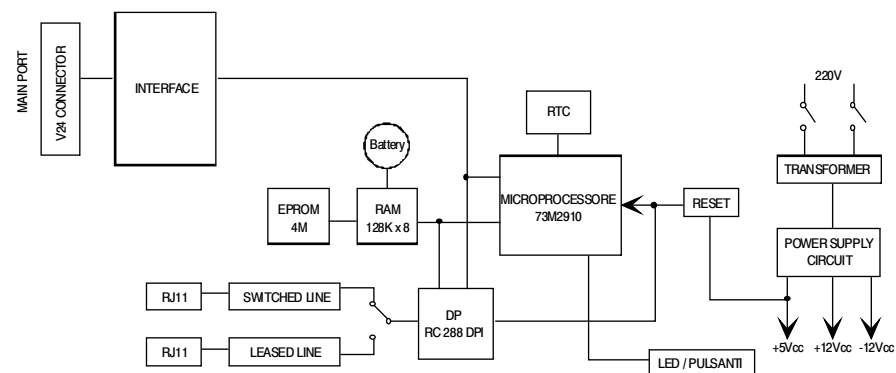 MAIN PORT
V24 CONNECTOR
INTERFACE
220V
RTC
Battery
TRANSFORMER
EPROM
4M
RAM
128K x 8
MICROPROCESSORE
73M2910
RESET
POWER SUPPLY
CIRCUIT
RJ11
SWITCHED LINE
DP
RC 288 DPI
RJ11
LEASED LINE
+5Vcc
+12Vcc
-12Vcc
LED / PULSANTI